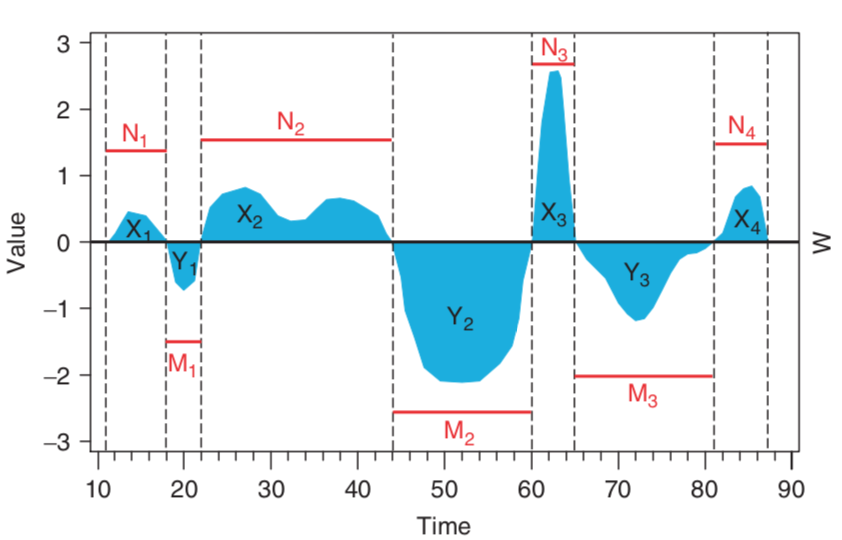 3
2
1
0
−1
−2
−3
Value
N₁
N₂
N₃
N₄
X₁
Y₁
X₂
Y₂
X₃
Y₃
X₄
M₁
M₂
M₃
W
10 20 30 40 50 60 70 80 90
Time